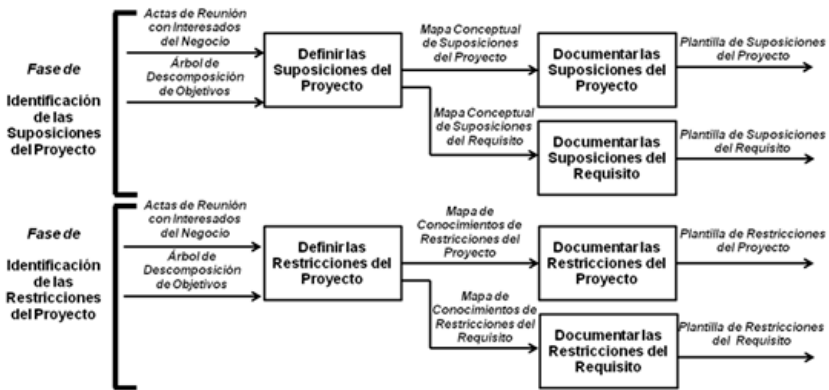 Fase de
Identificación
de las
Suposiciones
del Proyecto
Actas de Reunión
con Interesados
del Negocio
Árbol de
Descomposición
de Objetivos
Definir las
Suposiciones del
Proyecto
Mapa Conceptual
de Suposiciones
del Proyecto
Mapa Conceptual
de Suposiciones
del Requisito
Documentar las
Suposiciones del
Proyecto
Plantilla de Suposiciones
del Proyecto
Documentar las
Suposiciones del
Requisito
Plantilla de Suposiciones
del Requisito
Fase de
Identificación
de las
Restricciones
del Proyecto
Actas de Reunión
con Interesados
del Negocio
Árbol de
Descomposición
de Objetivos
Definir las
Restricciones del
Proyecto
Mapa de
Conocimientos de
Restricciones del
Proyecto
Mapa de
Conocimientos de
Restricciones del
Requisito
Documentar las
Restricciones del
Proyecto
Plantilla de Restricciones
del Proyecto
Documentar las
Restricciones del
Requisito
Plantilla de Restricciones
del Requisito